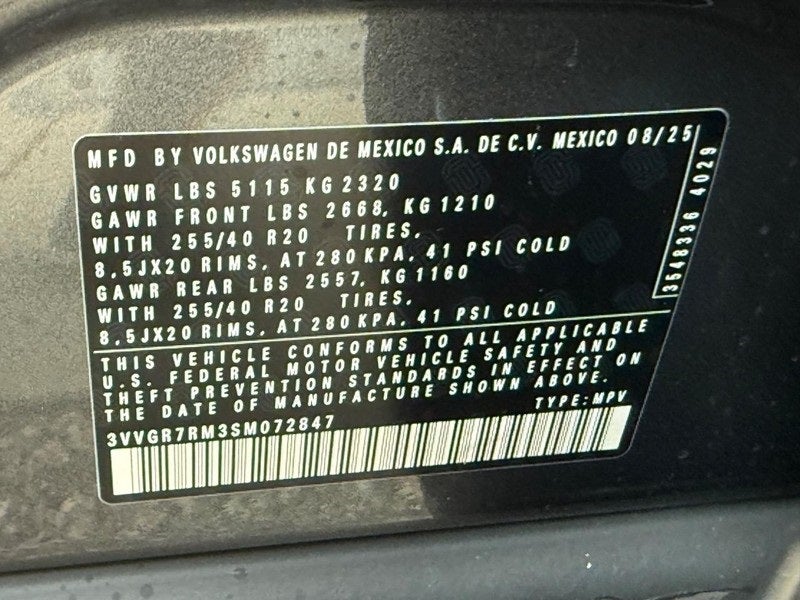 MFD BY VOLKSWAGEN DE MEXICO S.A. DE C.V. MEXICO 08/25
GVWR LBS 5115 KG 2320
GAWR FRONT LBS 2668, KG 1210
WITH 255/40 R20 TIRES,
8,5JX20 RIMS, AT 280 KPA, 41 PSI COLD
GAWR REAR LBS 2557, KG 1160
WITH 255/40 R20 TIRES,
8,5JX20 RIMS, AT 280 KPA, 41 PSI COLD
THIS VEHICLE CONFORMS TO ALL APPLICABLE
U.S. FEDERAL MOTOR VEHICLE SAFETY AND
THEFT PREVENTION STANDARDS IN EFFECT ON
THE DATE OF MANUFACTURE SHOWN ABOVE.
TYPE:MPV
3VVGR7RM3SM072847
3548336 4029